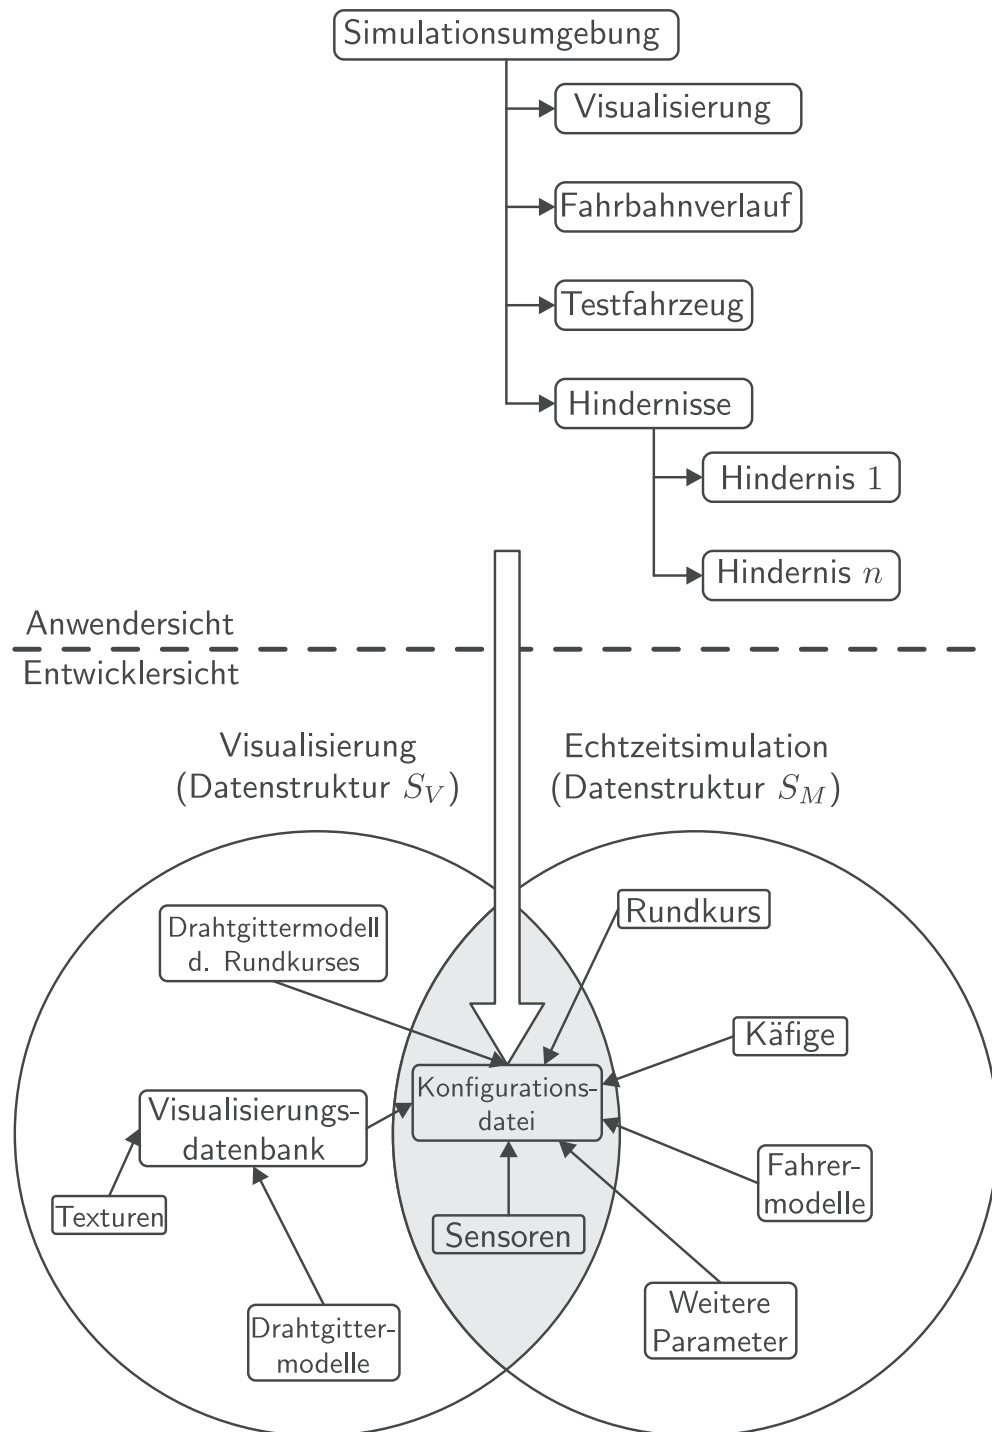 Simulationsumgebung
Visualisierung
Fahrbahnverlauf
Testfahrzeug
Hindernisse
Hindernis 1
Hindernis n
Anwendersicht
Entwicklersicht
Visualisierung
(Datenstruktur S_V)
Echtzeitsimulation
(Datenstruktur S_M)
Drahtgittermodell
d. Rundkurses
Rundkurs
Käfige
Konfigurations-
datei
Visualisierungs-
datenbank
Fahrer-
modelle
Texturen
Sensoren
Weitere
Parameter
Drahtgitter-
modelle